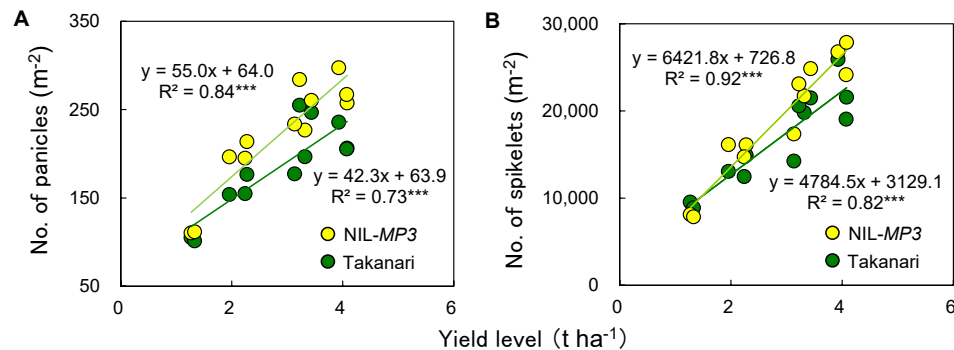 A
No. of panicles (m⁻²)
350
250
150
50
y = 55.0x + 64.0
R² = 0.84***
y = 42.3x + 63.9
R² = 0.73***
NIL-MP3
Takanari
0 2 4 6
B
No. of spikelets (m⁻²)
30,000
20,000
10,000
0
y = 6421.8x + 726.8
R² = 0.92***
y = 4784.5x + 3129.1
R² = 0.82***
NIL-MP3
Takanari
0 2 4 6
Yield level (t ha⁻¹)